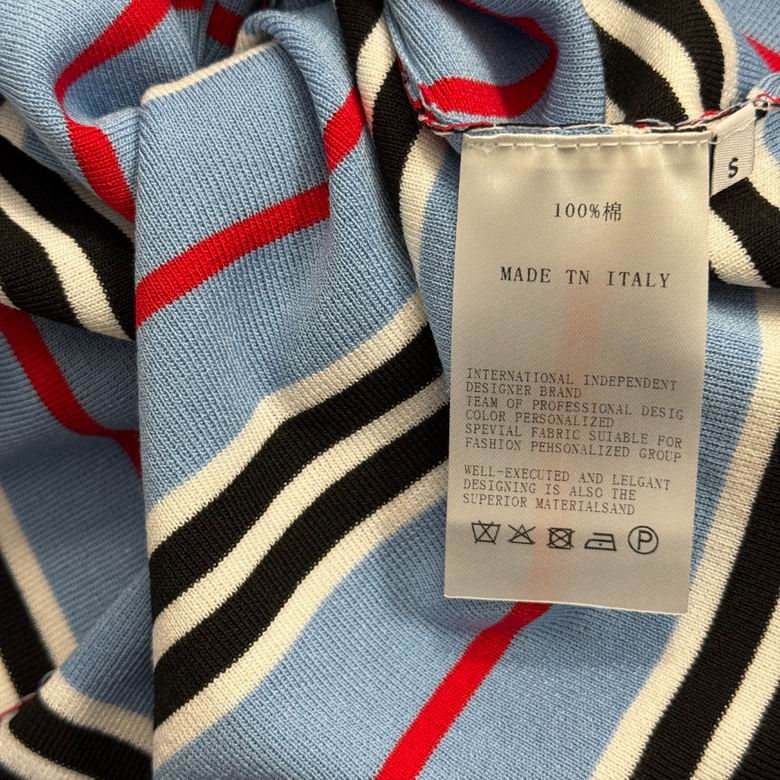 100%棉
MADE TN ITALY
INTERNATIONAL INDEPENDENT
DESIGNER BRAND
TEAM OF PROFESSIONAL DESIG
COLOR PERSONALIZED
SPEVIAL FABRIC SUITABLE FOR
FASHION PEHSONALIZED GROUP
WELL-EXECUTED AND LELGANT
DESIGNING IS ALSO THE
SUPERIOR MATERIALSAND
P
S